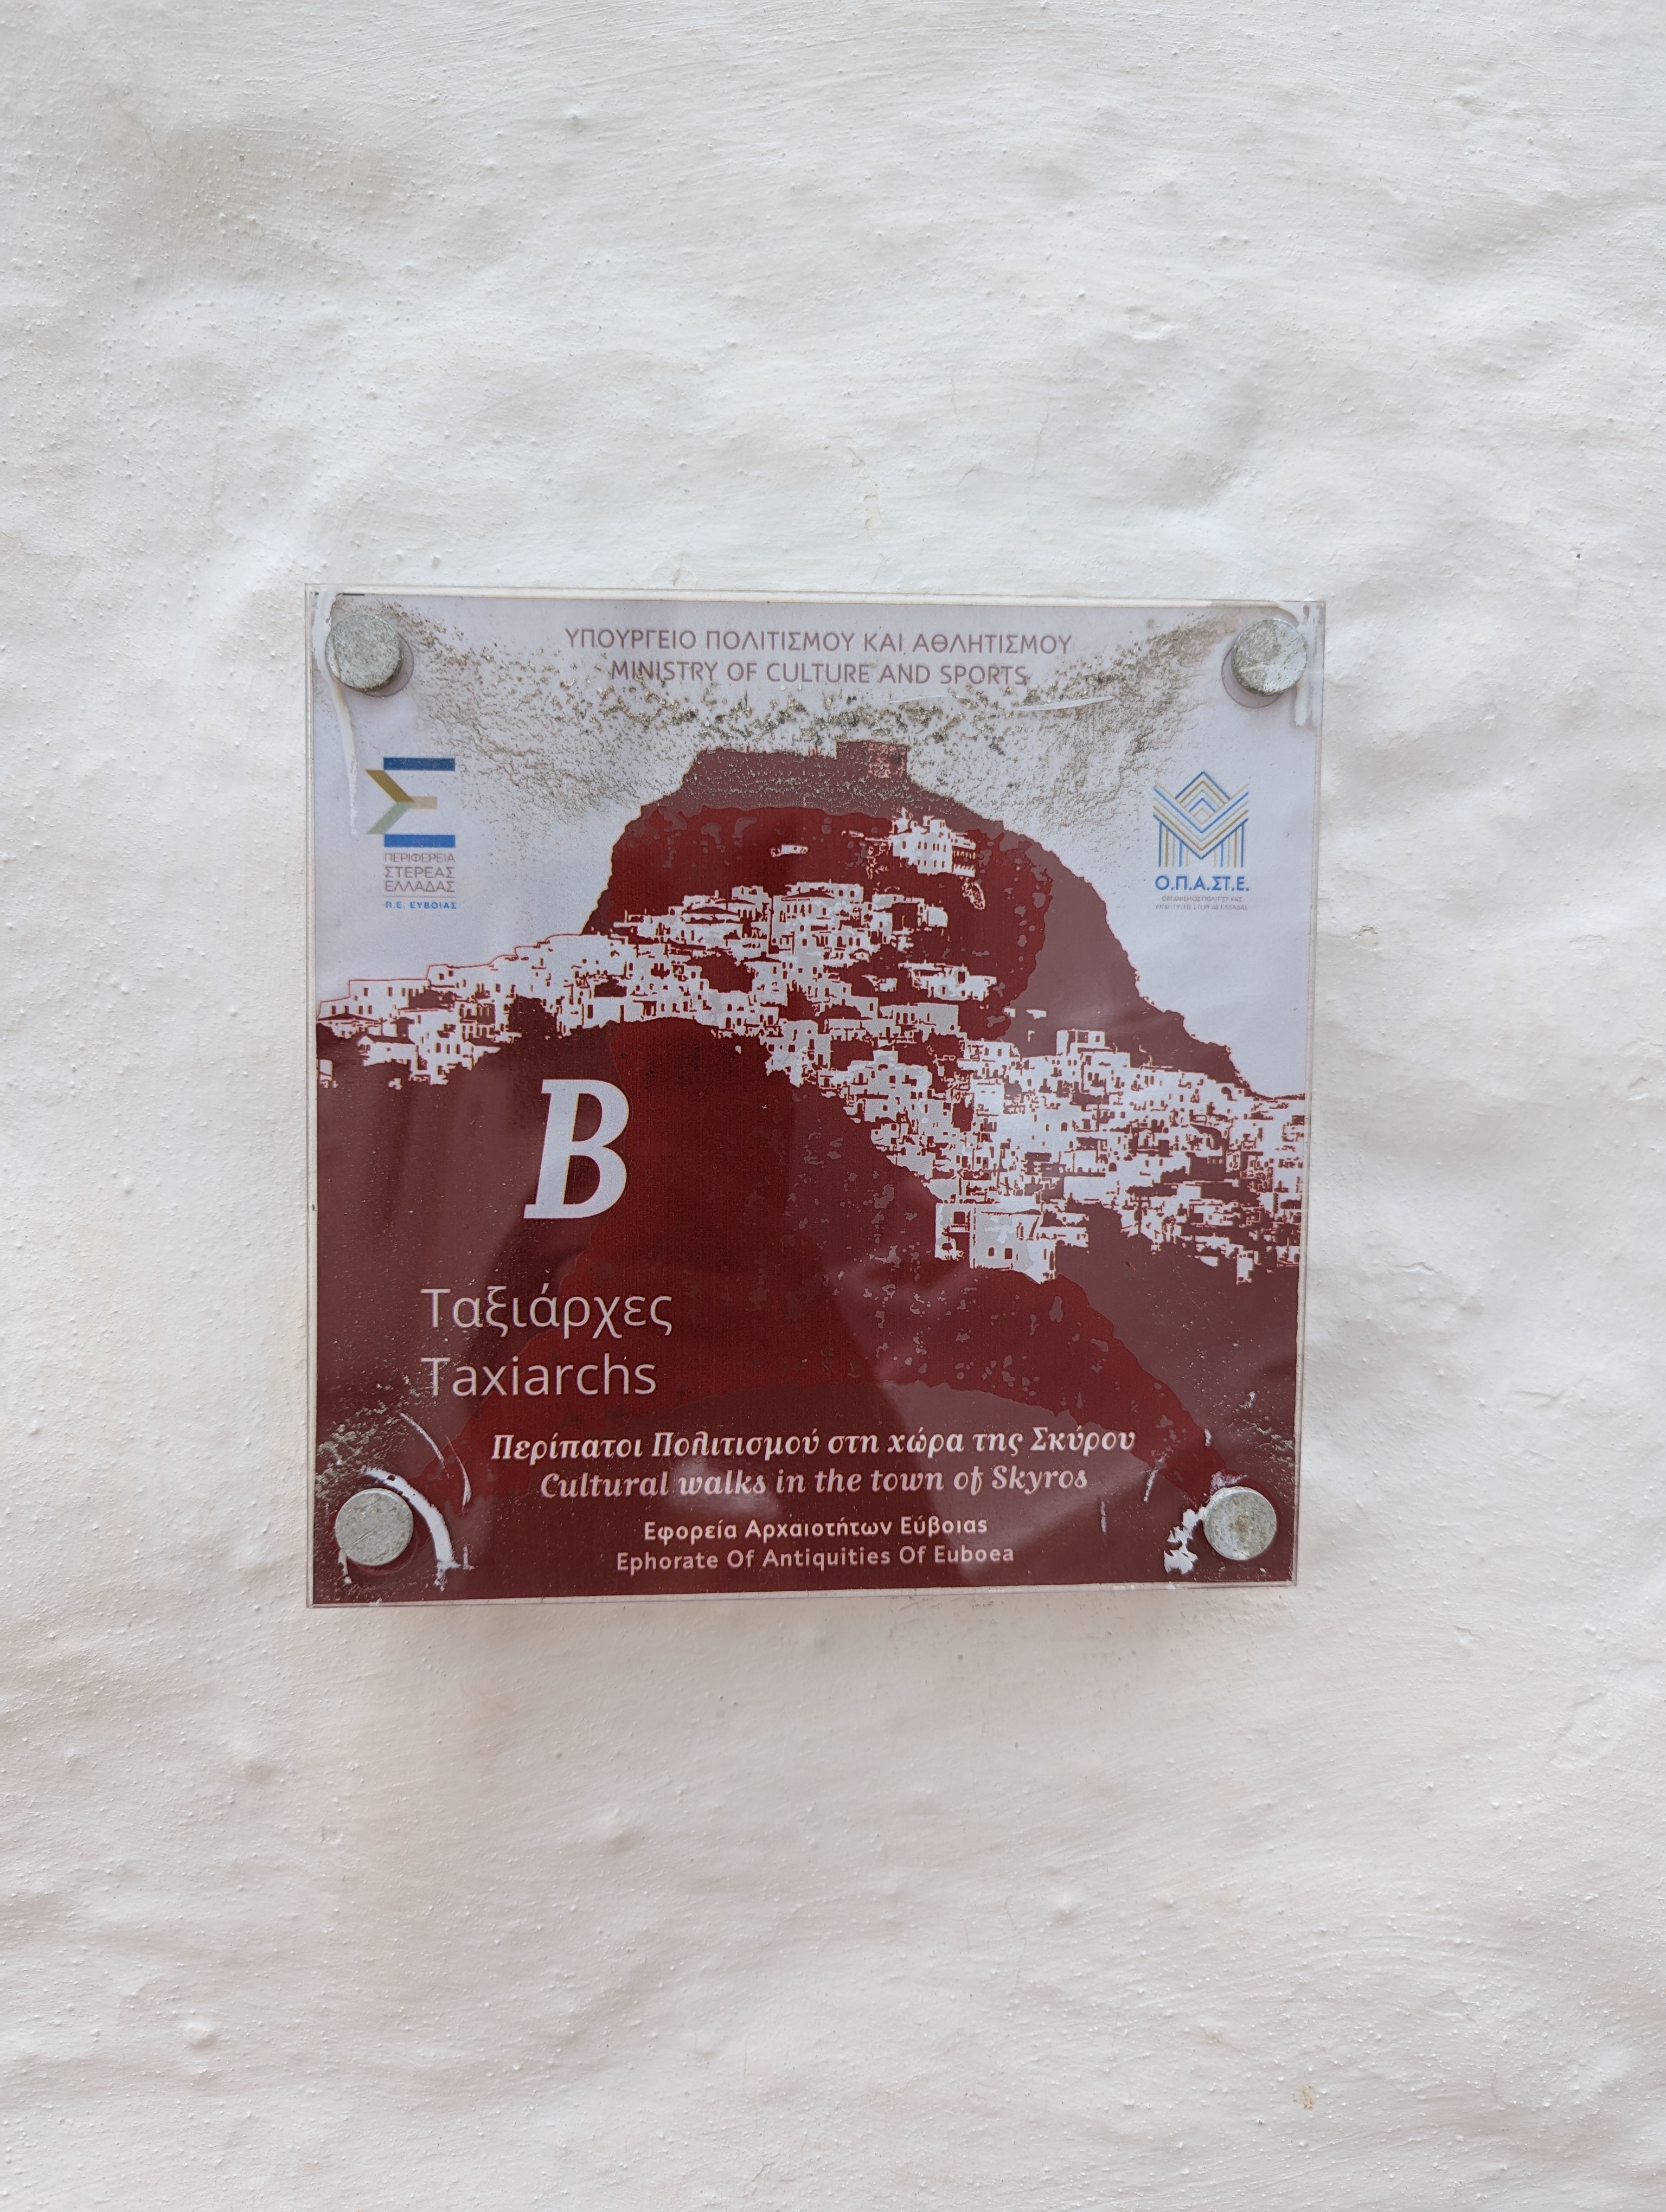 ΥΠΟΥΡΓΕΙΟ ΠΟΛΙΤΙΣΜΟΥ ΚΑΙ ΑΘΛΗΤΙΣΜΟΥ
MINISTRY OF CULTURE AND SPORTS
ΠΕΡΙΦΕΡΕΙΑ
ΣΤΕΡΕΑΣ
ΕΛΛΑΔΑΣ
Π.Ε. ΕΥΒΟΙΑΣ
Ο.Π.Α.ΣΤ.Ε.
B
Ταξιάρχες
Taxiarchs
Περίπατοι Πολιτισμού στη χώρα της Σκύρου
Cultural walks in the town of Skyros
Εφορεία Αρχαιοτήτων Εύβοιας
Ephorate Of Antiquities Of Euboea